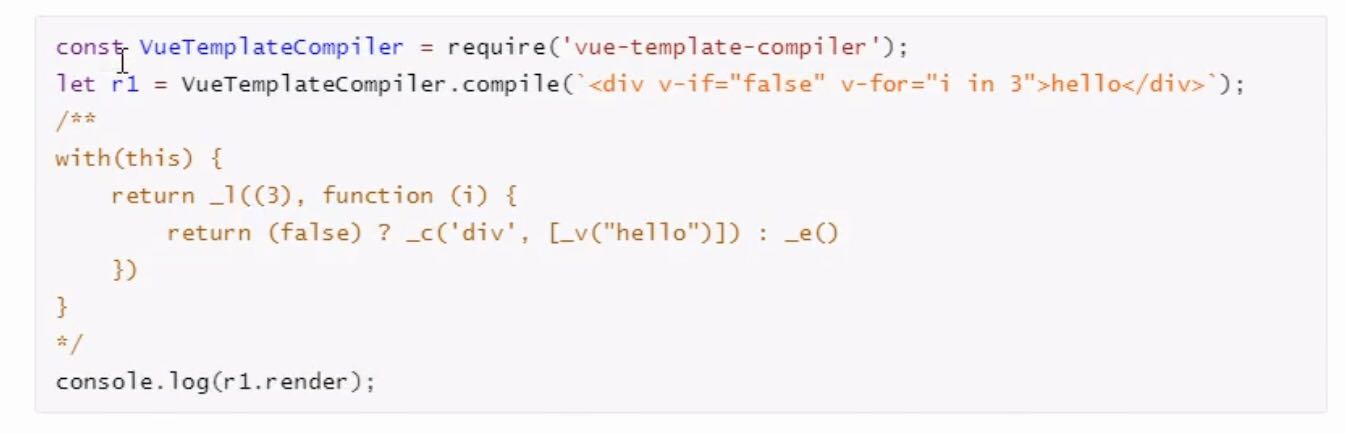 const VueTemplateCompiler = require('vue-template-compiler');
let r1 = VueTemplateCompiler.compile(`<div v-if="false" v-for="i in 3">hello</div>`);
/**
with(this) {
    return _l((3), function (i) {
        return (false) ? _c('div', [_v("hello")]) : _e()
    })
}
*/
console.log(r1.render);